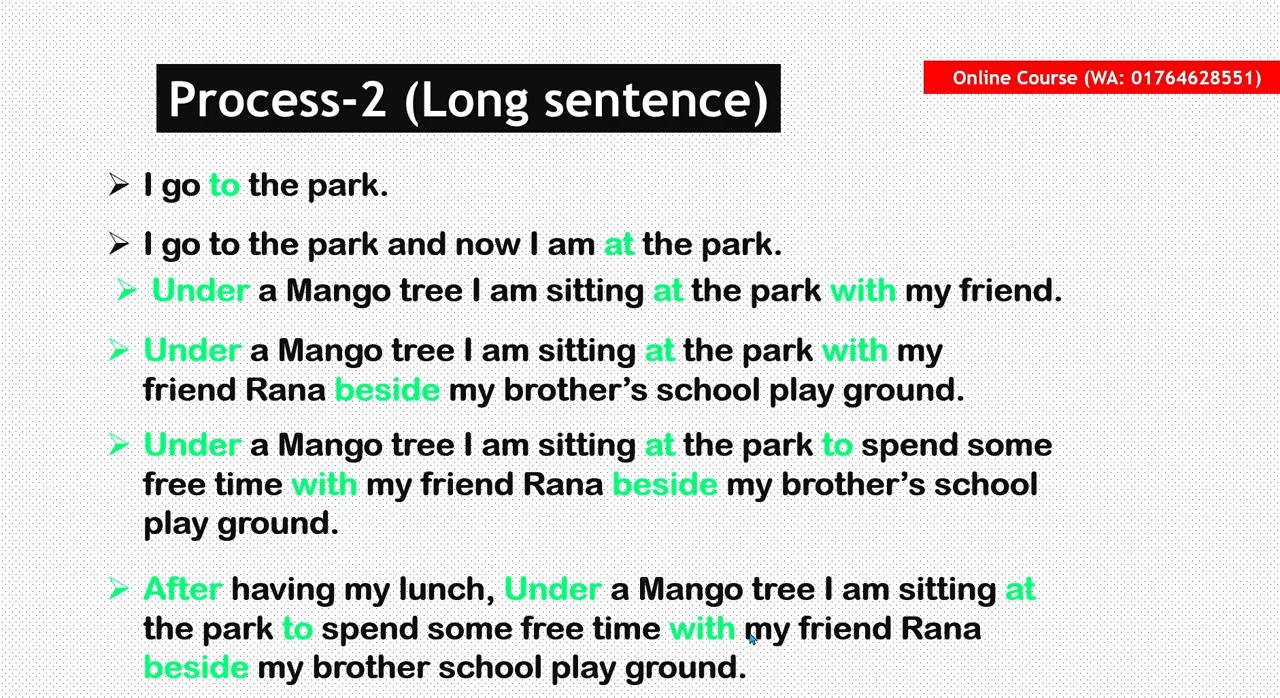 Process-2 (Long sentence)
Online Course (WA: 01764628551)
➢ I go to the park.
➢ I go to the park and now I am at the park.
➢ Under a Mango tree I am sitting at the park with my friend.
➢ Under a Mango tree I am sitting at the park with my
friend Rana beside my brother’s school play ground.
➢ Under a Mango tree I am sitting at the park to spend some
free time with my friend Rana beside my brother’s school
play ground.
➢ After having my lunch, Under a Mango tree I am sitting at
the park to spend some free time with my friend Rana
beside my brother school play ground.